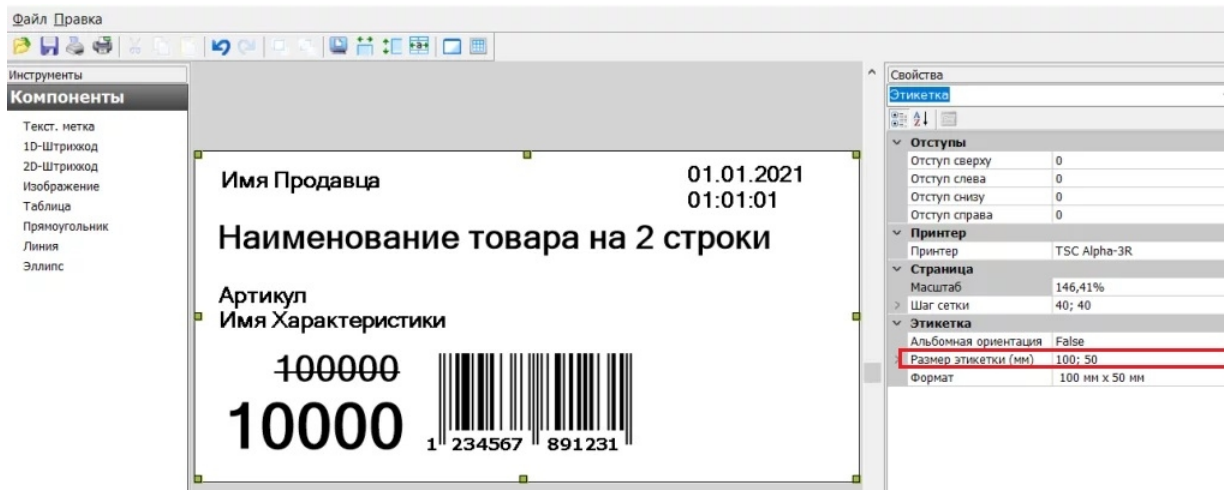 Файл Правка
Инструменты
Компоненты
Текст. метка
1D-Штрихкод
2D-Штрихкод
Изображение
Таблица
Прямоугольник
Линия
Эллипс
Имя Продавца
01.01.2021
01:01:01
Наименование товара на 2 строки
Артикул
Имя Характеристики
100000
10000
1 234567 891231
Свойства
Этикетка
Отступы
Отступ сверху 0
Отступ слева 0
Отступ снизу 0
Отступ справа 0
Принтер
Принтер TSC Alpha-3R
Страница
Масштаб 146,41%
Шаг сетки 40; 40
Этикетка
Альбомная ориентация False
Размер этикетки (мм) 100; 50
Формат 100 мм x 50 мм